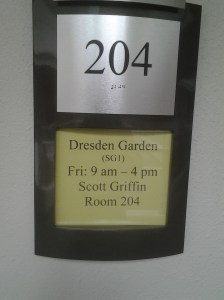 204
Dresden Garden
(SG1)
Fri: 9 am – 4 pm
Scott Griffin
Room 204